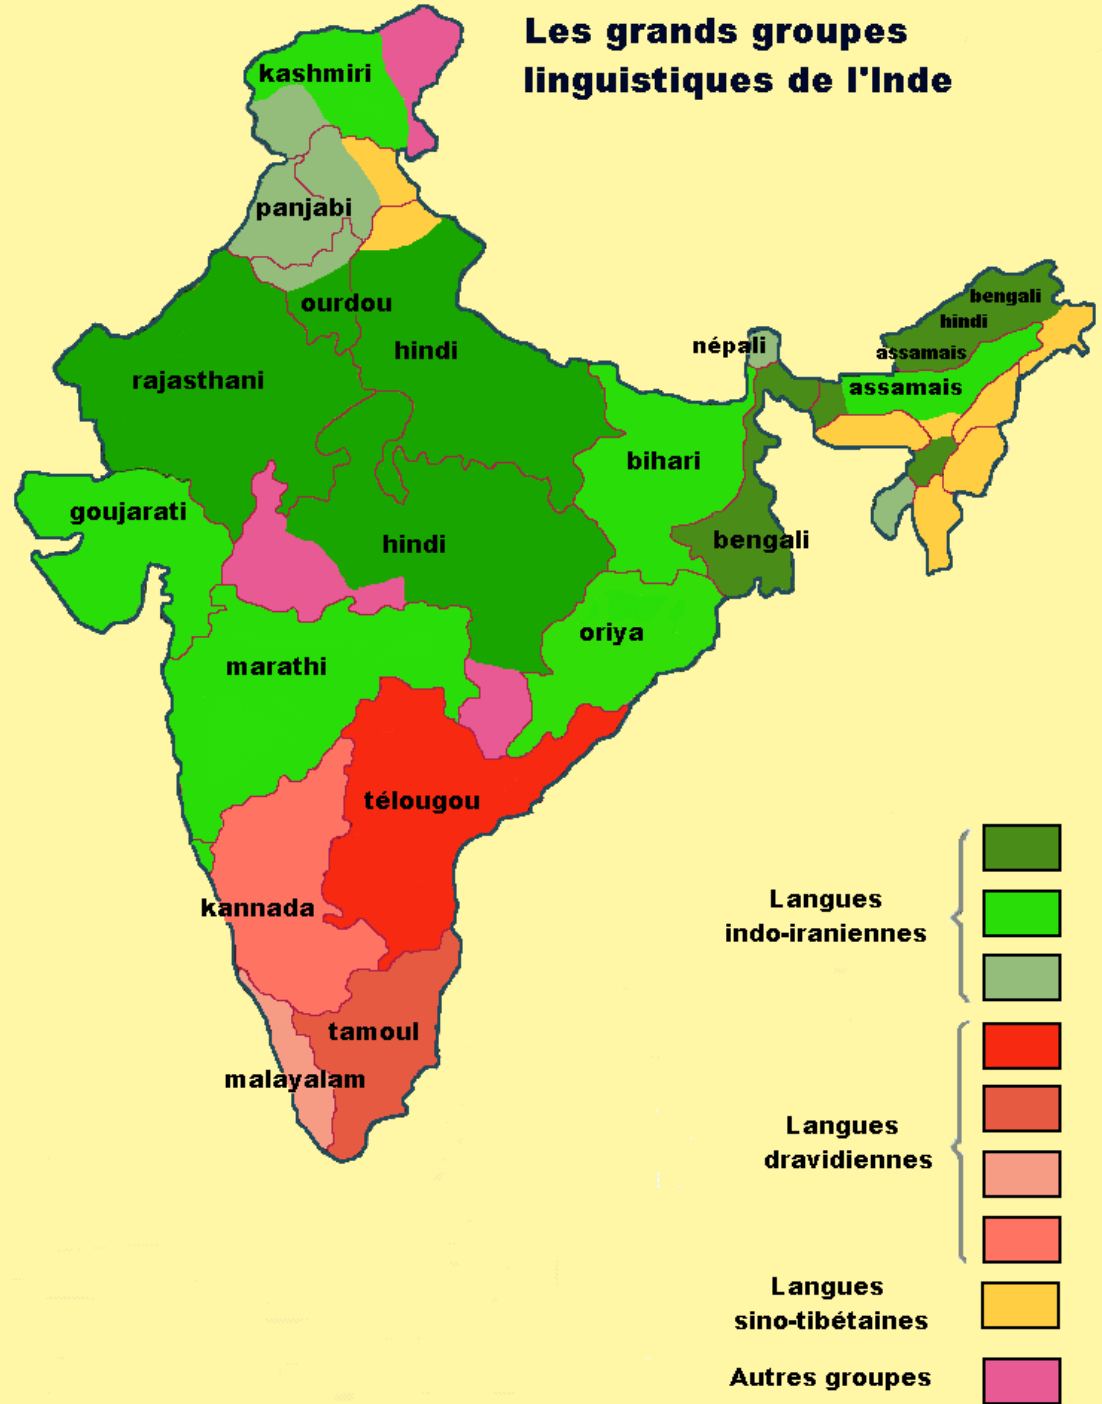 Les grands groupes
linguistiques de l'Inde
kashmiri
panjabi
ourdou
hindi
rajasthani
népali
bengali
hindi
assamais
assamais
bihari
goujarati
hindi
bengali
oriya
marathi
télougou
kannada
tamoul
malayalam
Langues
indo-iraniennes
Langues
dravidiennes
Langues
sino-tibétaines
Autres groupes